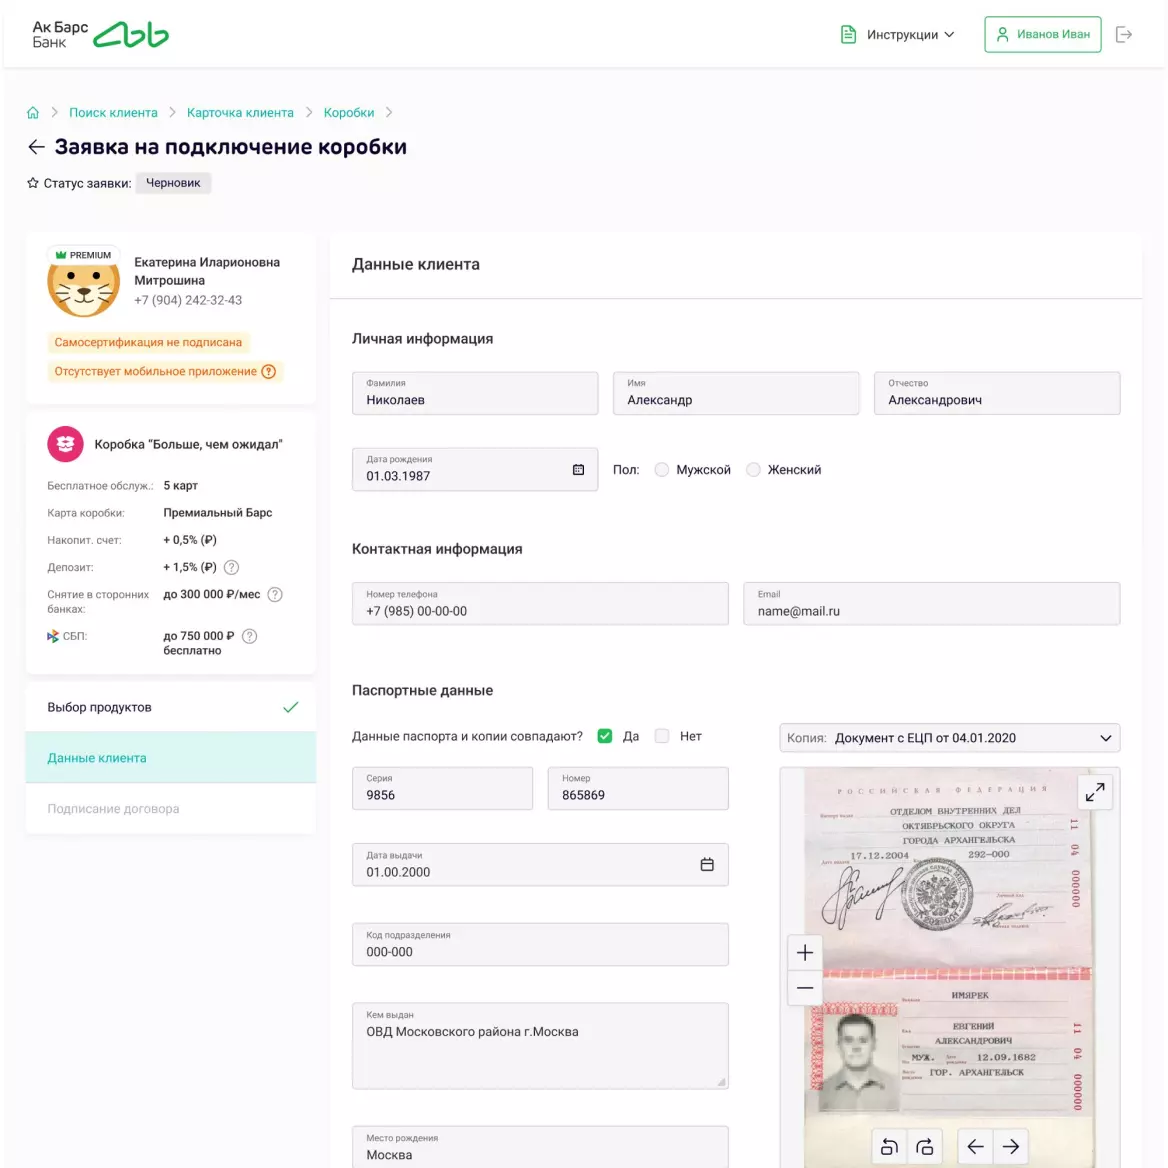 Ак Барс
Банк
Инструкции
Иванов Иван
Поиск клиента
Карточка клиента
Коробки
Заявка на подключение коробки
Статус заявки: Черновик
PREMIUM
Екатерина Иларионовна
Митрошина
+7 (904) 242-32-43
Самосертификация не подписана
Отсутствует мобильное приложение
Коробка "Больше, чем ожидал"
Бесплатное обслуж.: 5 карт
Карта коробки: Премиальный Барс
Накопит. счет: + 0,5% (₽)
Депозит: + 1,5% (₽)
Снятие в сторонних
банках:
до 300 000 ₽/мес
СБП:
до 750 000 ₽
бесплатно
Выбор продуктов
Данные клиента
Подписание договора
Данные клиента
Личная информация
Фамилия
Николаев
Имя
Александр
Отчество
Александрович
Дата рождения
01.03.1987
Пол: Мужской Женский
Контактная информация
Номер телефона
+7 (985) 00-00-00
Email
name@mail.ru
Паспортные данные
Данные паспорта и копии совпадают? Да Нет
Серия
9856
Номер
865869
Дата выдачи
01.00.2000
Код подразделения
000-000
Кем выдан
ОВД Московского района г.Москва
Место рождения
Москва
Копия: Документ с ЕЦП от 04.01.2020
РОССИЙСКАЯ ФЕДЕРАЦИЯ
ОТДЕЛОМ ВНУТРЕННИХ ДЕЛ
ОКТЯБРЬСКОГО ОКРУГА
ГОРОДА АРХАНГЕЛЬСКА
17.12.2004 292-000
11 04 000000
ИМЯРЕК
ЕВГЕНИЙ
АЛЕКСАНДРОВИЧ
МУЖ. 12.09.1682
ГОР. АРХАНГЕЛЬСК
11 04 000000